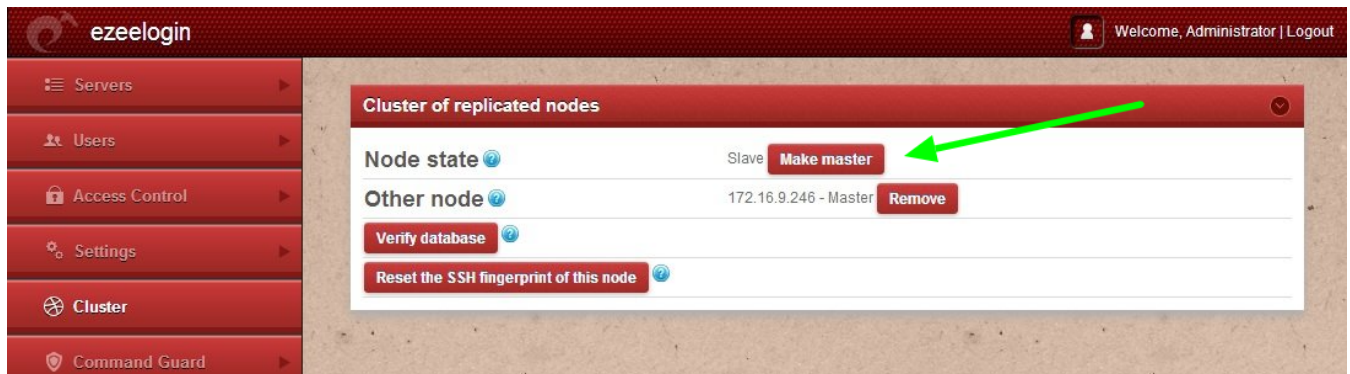 ezeelogin
Welcome, Administrator | Logout
Servers
Users
Access Control
Settings
Cluster
Command Guard
Cluster of replicated nodes
Node state ? Slave Make master
Other node ? 172.16.9.246 - Master Remove
Verify database ?
Reset the SSH fingerprint of this node ?